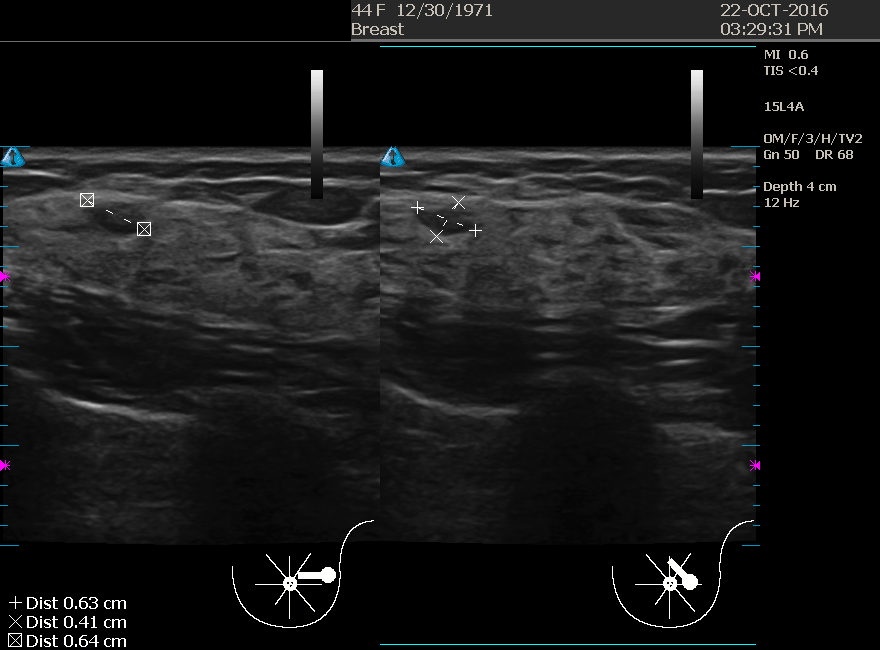 44 F 12/30/1971
22-OCT-2016
Breast
03:29:31 PM
MI 0.6
TIS <0.4
15L4A
OM/F/3/H/TV2
Gn 50 DR 68
Depth 4 cm
12 Hz
Dist 0.63 cm
Dist 0.41 cm
Dist 0.64 cm